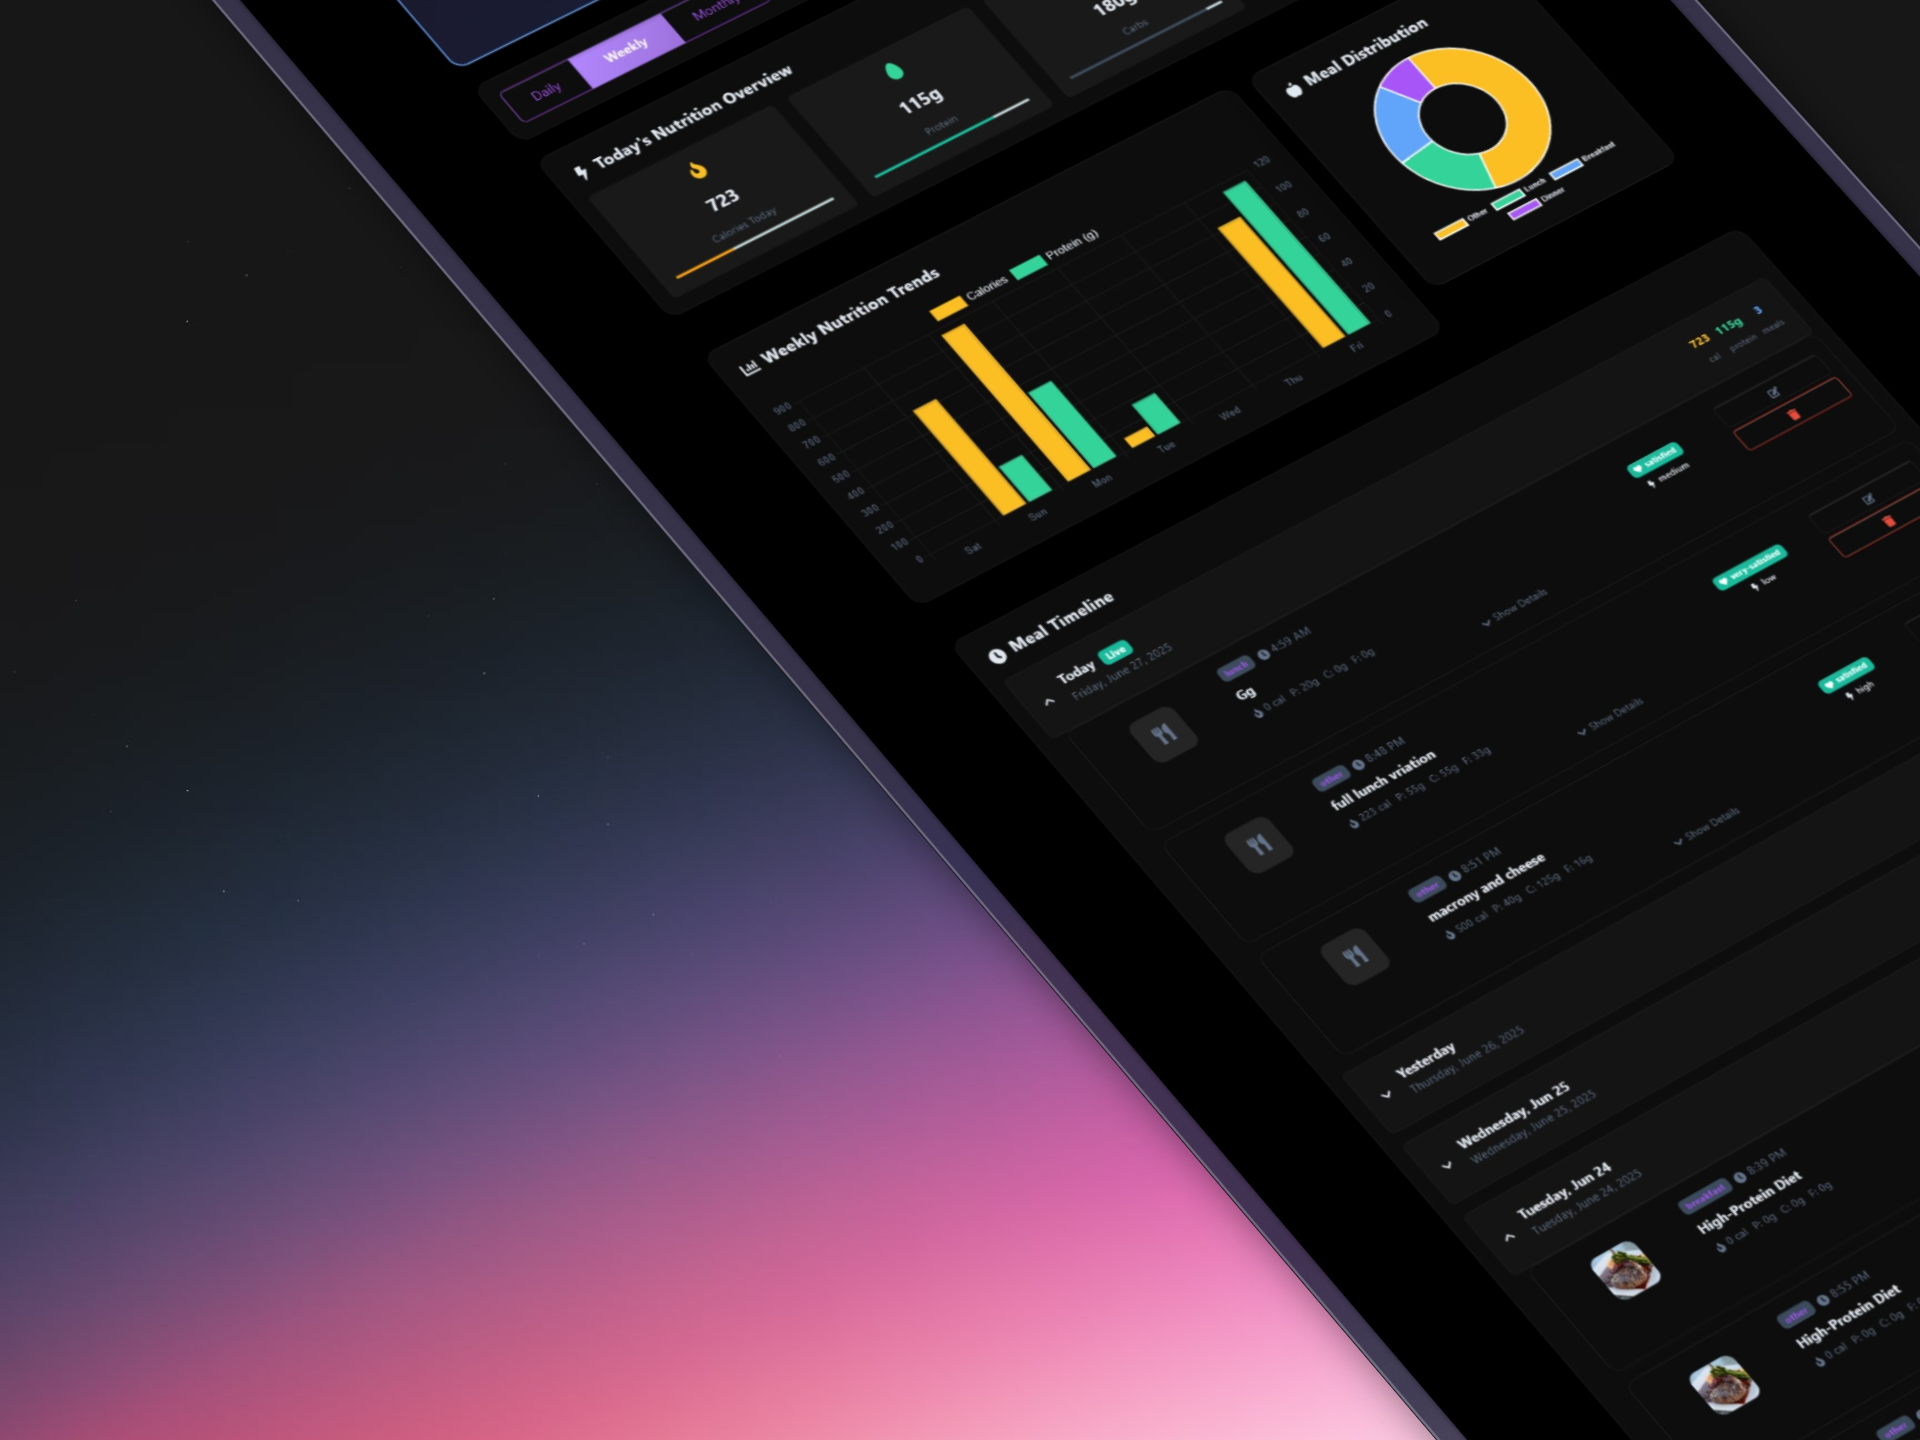 Daily
Weekly
Monthly
Today's Nutrition Overview
723
Calories Today
115g
Protein
180g
Carbs
Meal Distribution
Other
Lunch
Breakfast
Dinner
Weekly Nutrition Trends
Calories
Protein (g)
900
800
700
600
500
400
300
200
100
0
120
100
80
60
40
20
0
Sat
Sun
Mon
Tue
Wed
Thu
Fri
Meal Timeline
Today Live
Friday, June 27, 2025
723 115g 3
cal protein meals
lunch 4:59 AM
Gg
0 cal P: 20g C: 0g F: 0g
Show Details
satisfied
medium
other 8:48 PM
full lunch vriation
223 cal P: 55g C: 55g F: 33g
Show Details
very-satisfied
low
other 8:51 PM
macrony and cheese
500 cal P: 40g C: 125g F: 16g
Show Details
satisfied
high
Yesterday
Thursday, June 26, 2025
Wednesday, Jun 25
Wednesday, June 25, 2025
Tuesday, Jun 24
Tuesday, June 24, 2025
breakfast 8:39 PM
High-Protein Diet
0 cal P: 0g C: 0g F: 0g
other 8:55 PM
High-Protein Diet
0 cal P: 0g C: 0g F:
other